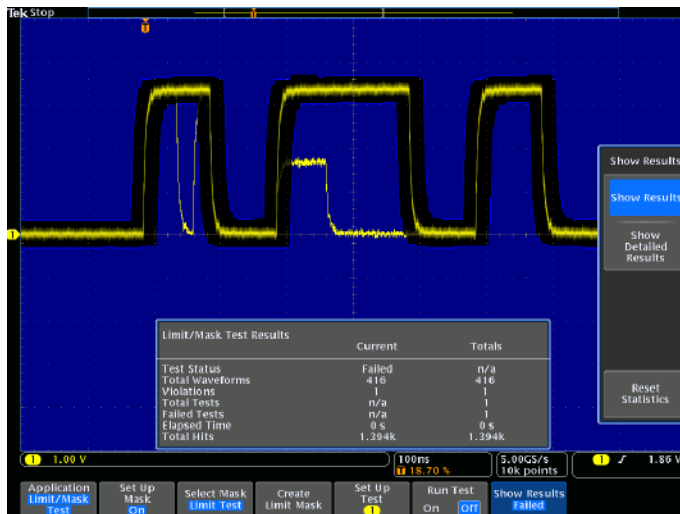 Tek Stop
T
T
1
Show Results
Show Results
Show
Detailed
Results
Reset
Statistics
Limit/Mask Test Results
Current Totals
Test Status Failed n/a
Total Waveforms 416 416
Violations 1 1
Total Tests n/a 1
Failed Tests n/a 1
Elapsed Time 0 s 0 s
Total Hits 1.394k 1.394k
1 1.00 V 100ns 5.00GS/s 1 1.86 V
T 18.70 % 10k points
Application
Limit/Mask
Test
Set Up
Mask
On
Select Mask
Limit Test
Create
Limit Mask
Set Up
Test
1
Run Test
On Off
Show Results
Failed